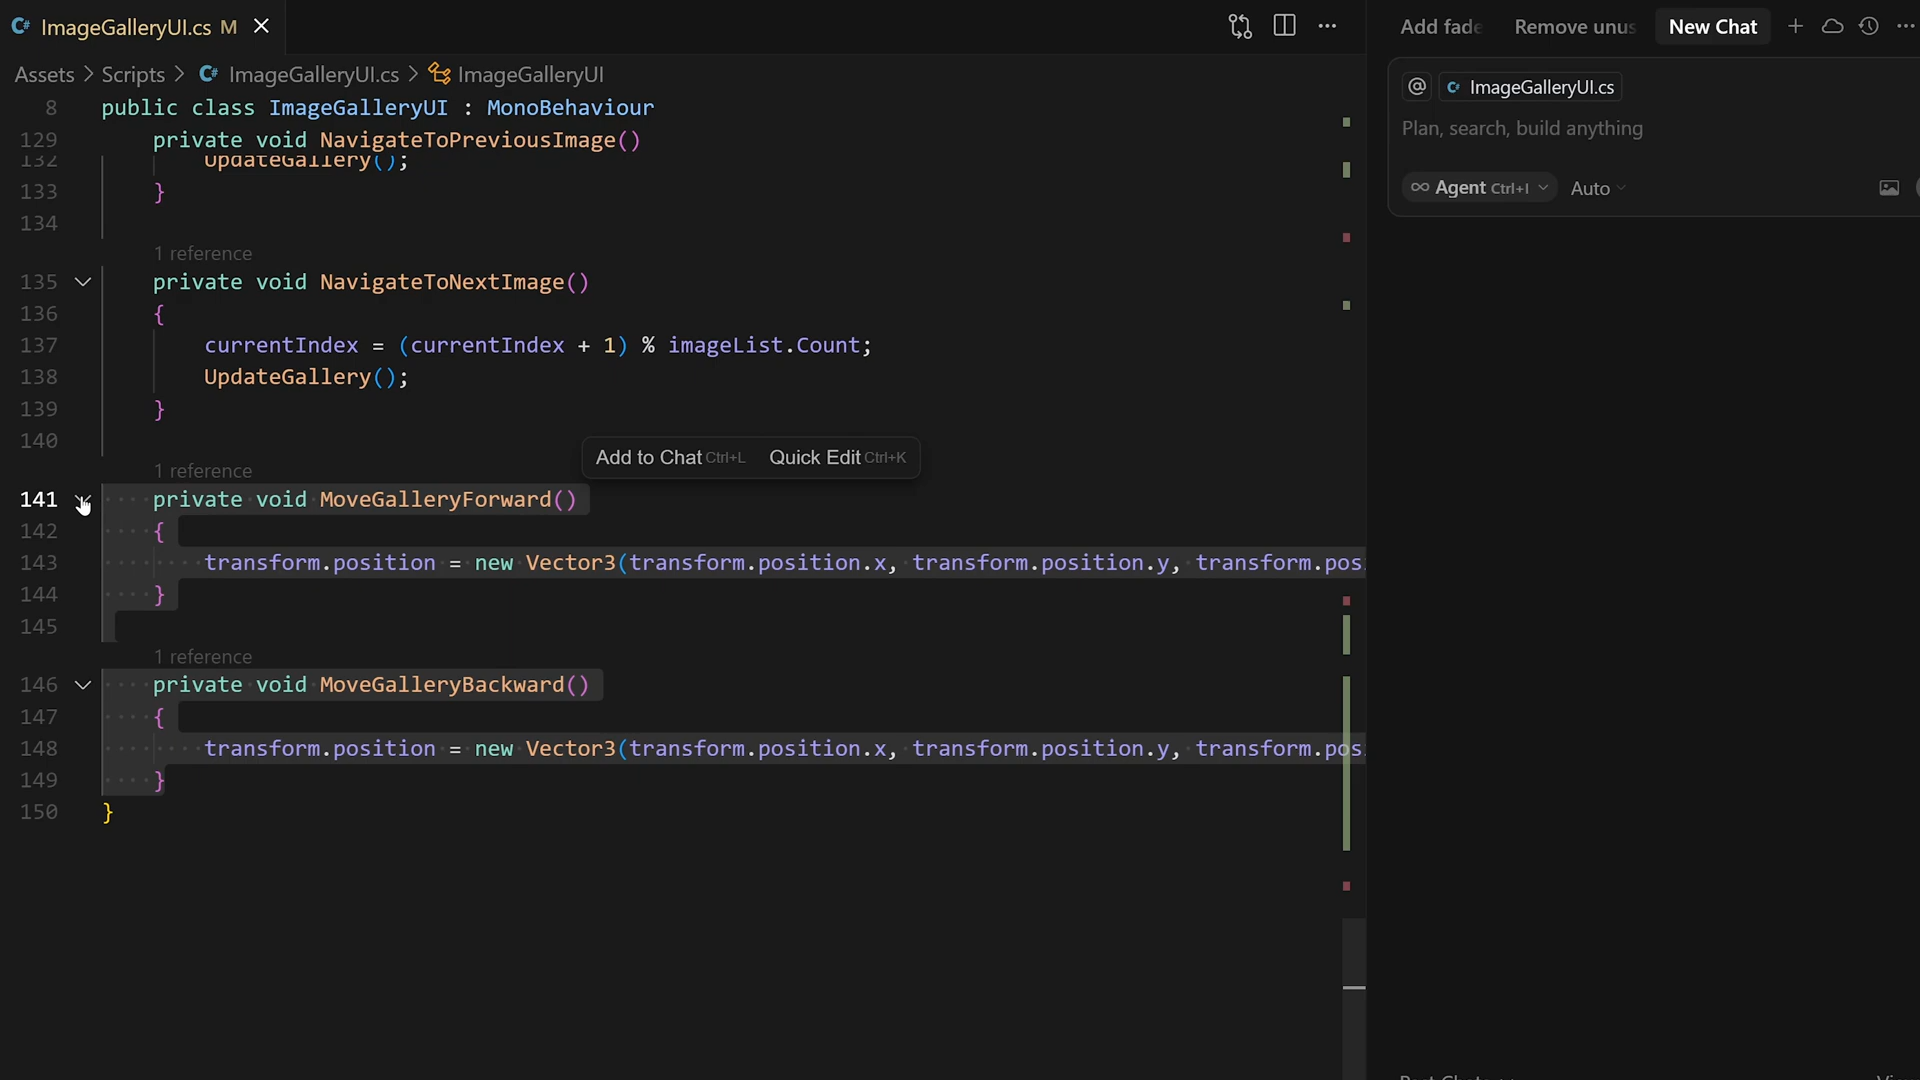 ImageGalleryUI.cs M
Assets > Scripts > ImageGalleryUI.cs > ImageGalleryUI
8 public class ImageGalleryUI : MonoBehaviour
129 private void NavigateToPreviousImage()
132 UpdateGallery();
133 }
134
1 reference
135 private void NavigateToNextImage()
136 {
137 currentIndex = (currentIndex + 1) % imageList.Count;
138 UpdateGallery();
139 }
140
Add to Chat Ctrl+L Quick Edit Ctrl+K
1 reference
141 private void MoveGalleryForward()
142 {
143 transform.position = new Vector3(transform.position.x, transform.position.y, transform.pos
144 }
145
1 reference
146 private void MoveGalleryBackward()
147 {
148 transform.position = new Vector3(transform.position.x, transform.position.y, transform.pos
149 }
150 }
Add fade Remove unus New Chat
@ ImageGalleryUI.cs
Plan, search, build anything
Agent Ctrl+I Auto